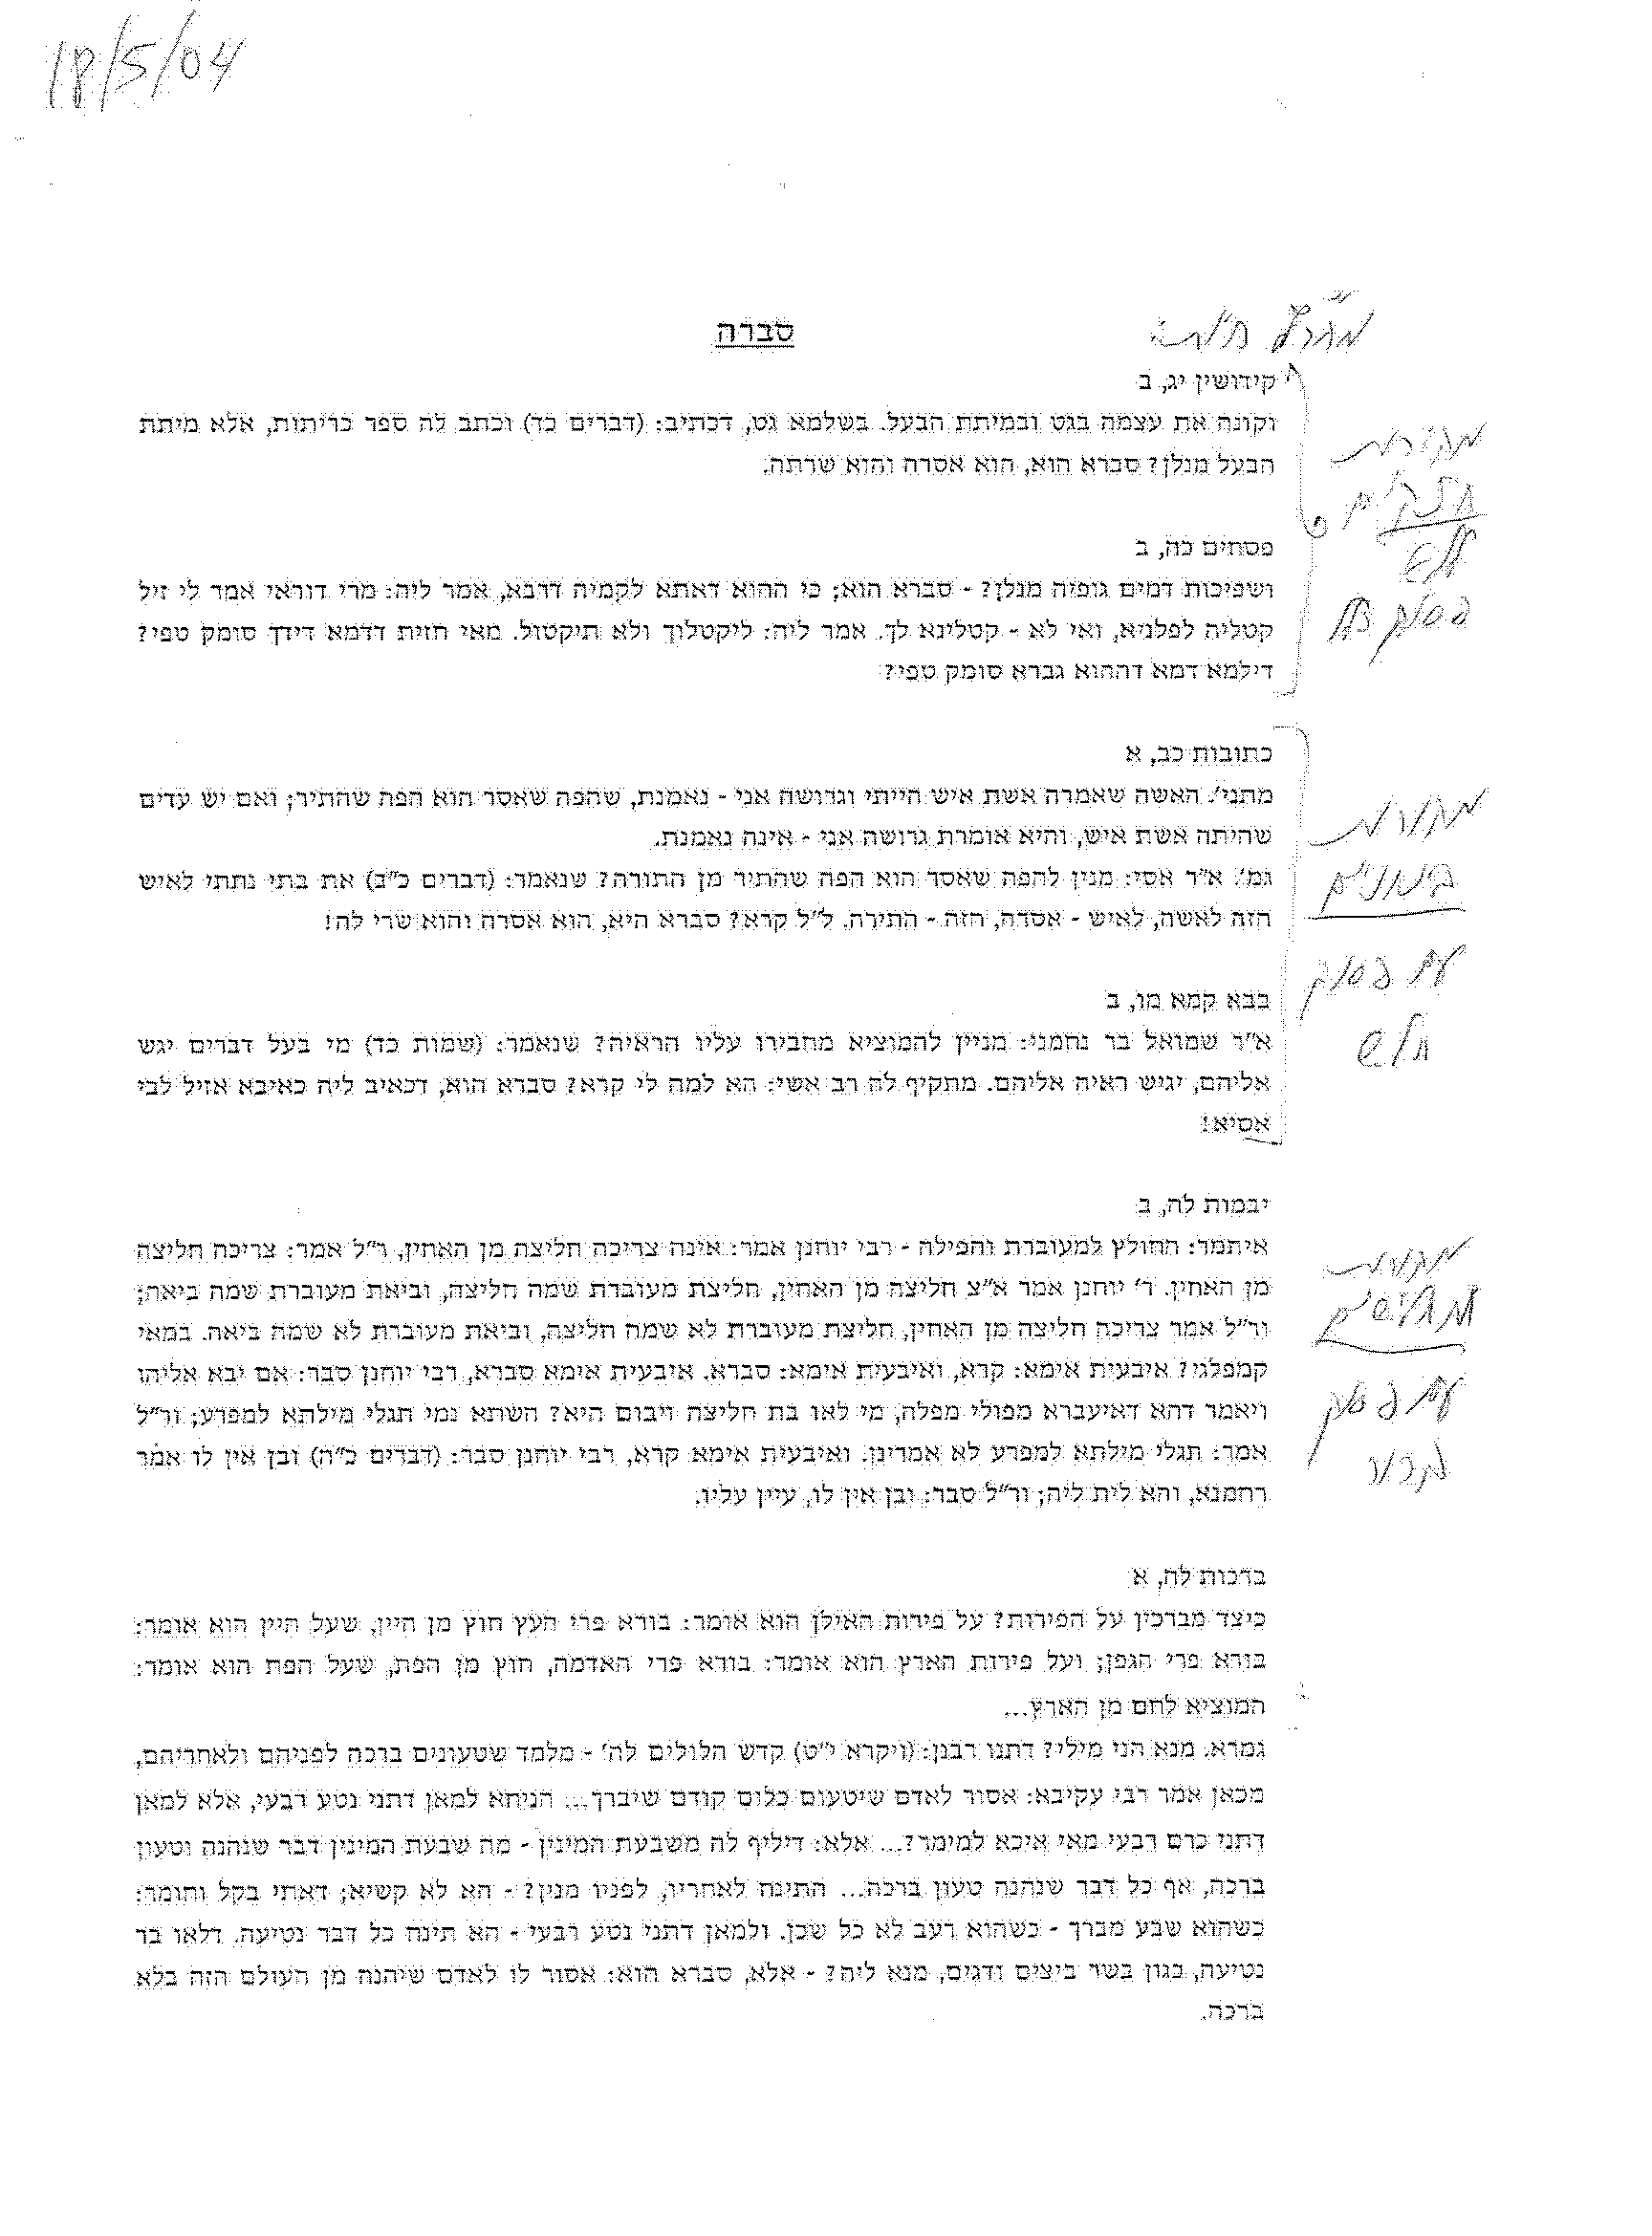 18/5/04
סברה
קידושין יג, ב
וקונה את עצמה בגט ובמיתת הבעל. בשלמא גט, דכתיב: (דברים כד) וכתב לה ספר כריתות, אלא מיתת
הבעל מנלן? סברא הוא, הוא אסרה והוא שרתה.
מקורות
חזקים
פסחים כה, ב
ושפיכות דמים גופיה מנלן? - סברא הוא; כי ההוא דאתא לקמיה דרבא, אמר ליה: מרי דוראי אמר לי זיל
קטליה לפלניא, ואי לא - קטלינא לך. אמר ליה: ליקטלוך ולא תיקטול. מאי חזית דדמא דידך סומק טפי?
דילמא דמא דההוא גברא סומק טפי?
כתובות כב, א
מתני'. האשה שאמרה אשת איש הייתי וגרושה אני - נאמנת, שהפה שאסר הוא הפה שהתיר; ואם יש עדים
שהיתה אשת איש, והיא אומרת גרושה אני - אינה נאמנת.
גמ'. א"ר אסי: מנין להפה שאסר הוא הפה שהתיר מן התורה? שנאמר: (דברים כ"ב) את בתי נתתי לאיש
הזה לאשה, לאיש - אסרה, הזה - התירה. ל"ל קרא? סברא היא, הוא אסרה והוא שרי לה!
מקורות
בינוניים
עם פסוק
חלש
בבא קמא מו, ב
א"ר שמואל בר נחמני: מניין להמוציא מחבירו עליו הראיה? שנאמר: (שמות כד) מי בעל דברים יגש
אליהם, יגיש ראיה אליהם. מתקיף לה רב אשי: הא למה לי קרא? סברא הוא, דכאיב ליה כאיבא אזיל לבי
אסיא!
יבמות לה, ב
איתמר: החולץ למעוברת והפילה - רבי יוחנן אמר: אינה צריכה חליצה מן האחין, ר"ל אמר: צריכה חליצה
מן האחין. ר' יוחנן אמר א"צ חליצה מן האחין, חליצת מעוברת שמה חליצה, וביאת מעוברת שמה ביאה;
ור"ל אמר צריכה חליצה מן האחין, חליצת מעוברת לא שמה חליצה, וביאת מעוברת לא שמה ביאה. במאי
קמפלגי? איבעית אימא: קרא, ואיבעית אימא: סברא. איבעית אימא סברא, רבי יוחנן סבר: אם יבא אליהו
ויאמר דהא דאיעברא מפולי מפלה, מי לאו בת חליצה ויבום היא? השתא נמי תגלי מילתא למפרע; ור"ל
אמר: תגלי מילתא למפרע לא אמרינן. ואיבעית אימא קרא, רבי יוחנן סבר: (דברים כ"ה) ובן אין לו אמר
רחמנא, והא לית ליה; ור"ל סבר: ובן אין לו, עיין עליו.
מקורות
עם פסוק
ברכות לה, א
כיצד מברכין על הפירות? על פירות האילן הוא אומר: בורא פרי העץ חוץ מן היין, שעל היין הוא אומר:
בורא פרי הגפן; ועל פירות הארץ הוא אומר: בורא פרי האדמה, חוץ מן הפת, שעל הפת הוא אומר:
המוציא לחם מן הארץ...
גמרא. מנא הני מילי? דתנו רבנן: (ויקרא י"ט) קדש הלולים לה' - מלמד שטעונים ברכה לפניהם ולאחריהם,
מכאן אמר רבי עקיבא: אסור לאדם שיטעום כלום קודם שיברך... הניחא למאן דתני נטע רבעי, אלא למאן
דתני כרם רבעי מאי איכא למימר?... אלא: דיליף לה משבעת המינין - מה שבעת המינין דבר שנהנה וטעון
ברכה, אף כל דבר שנהנה טעון ברכה... התינח לאחריו, לפניו מנין? - הא לא קשיא; דאתי בקל וחומר:
כשהוא שבע מברך - כשהוא רעב לא כל שכן. ולמאן דתני נטע רבעי - הא תינח כל דבר נטיעה, דלאו בר
נטיעה, כגון בשר ביצים ודגים, מנא ליה? - אלא, סברא הוא: אסור לו לאדם שיהנה מן העולם הזה בלא
ברכה.